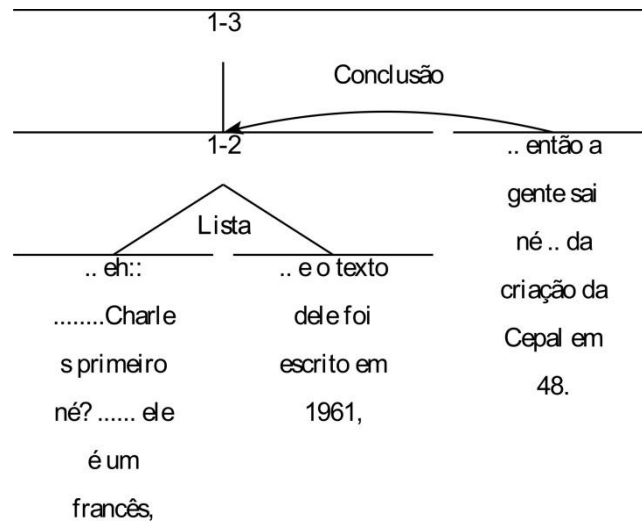 1-3
Conclusão
1-2
Lista
.. eh::
........Charle
s primeiro
né? ...... ele
é um
francês,
.. e o texto
dele foi
escrito em
1961,
.. então a
gente sai
né .. da
criação da
Cepal em
48.